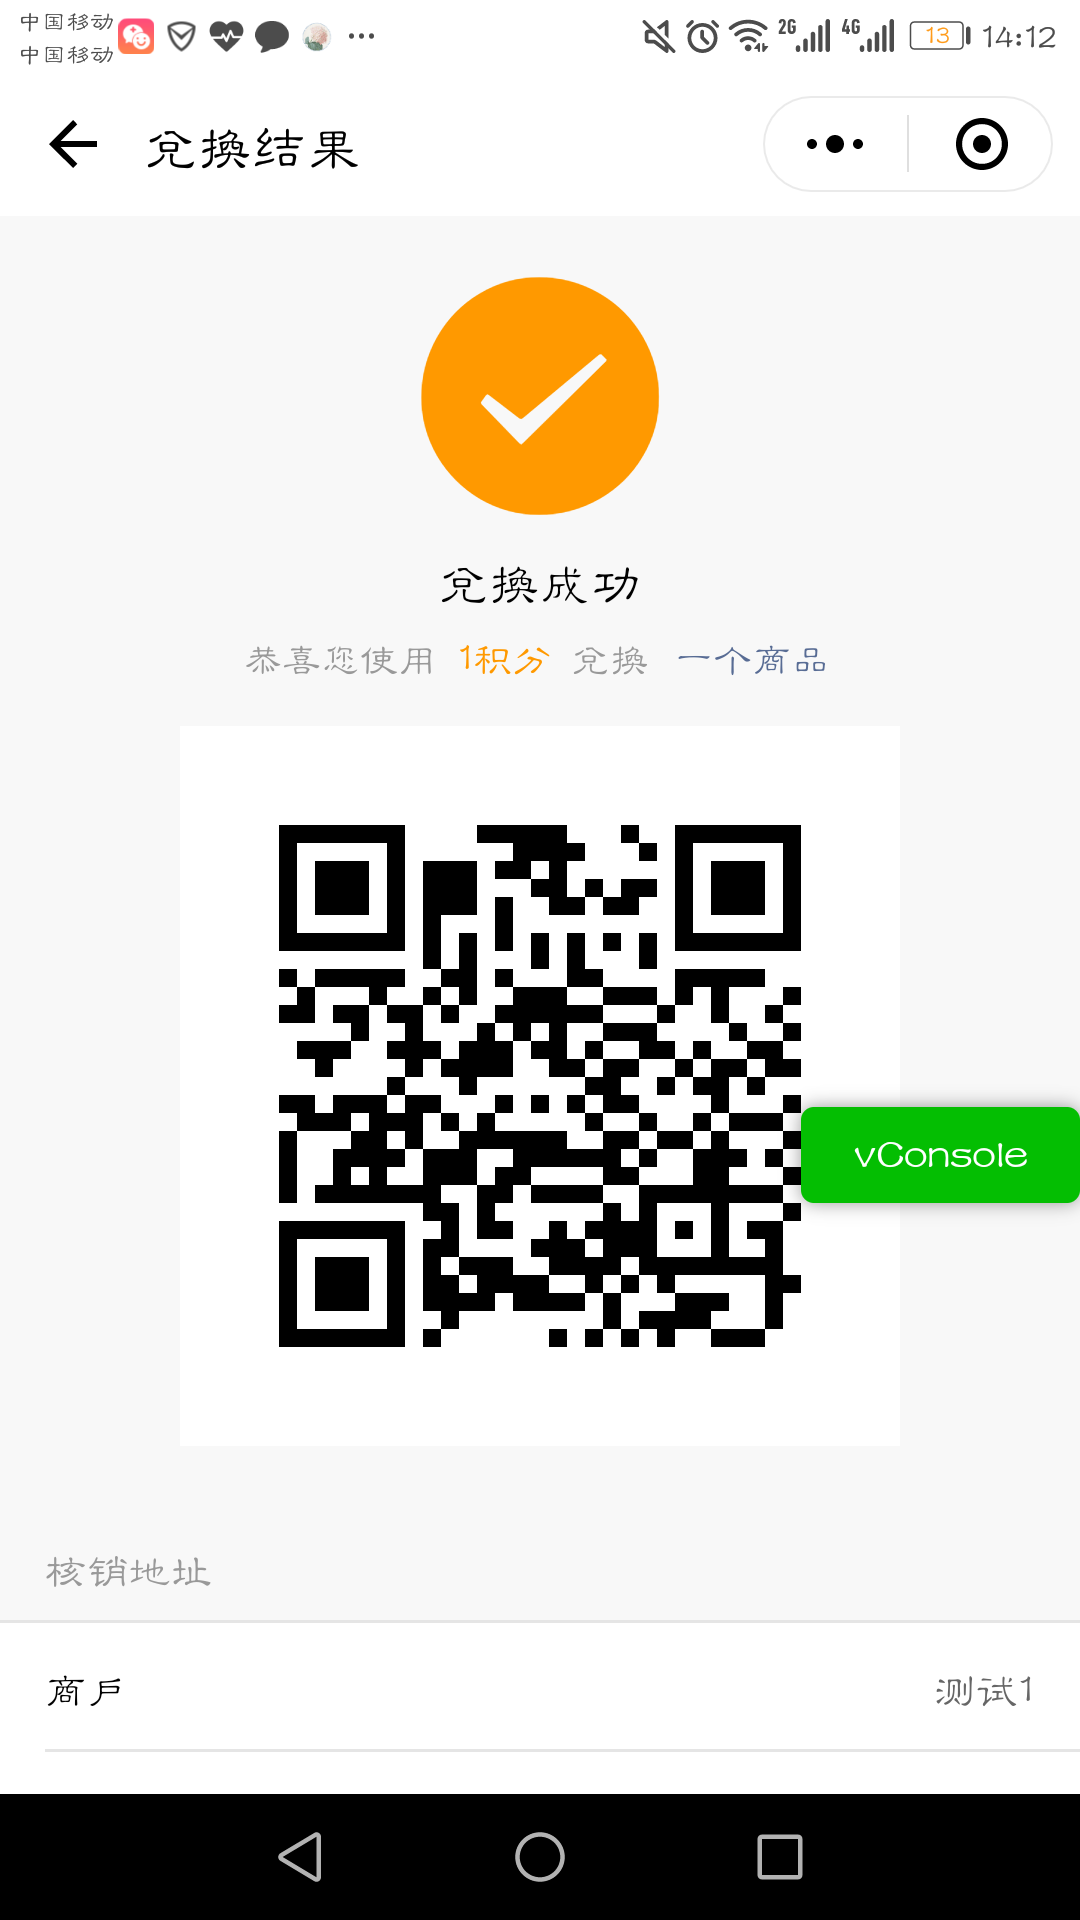 中国移动
中国移动
2G
4G
13
14:12
兑换结果
兑换成功
恭喜您使用 1积分 兑换 一个商品
vConsole
核销地址
商户
测试1